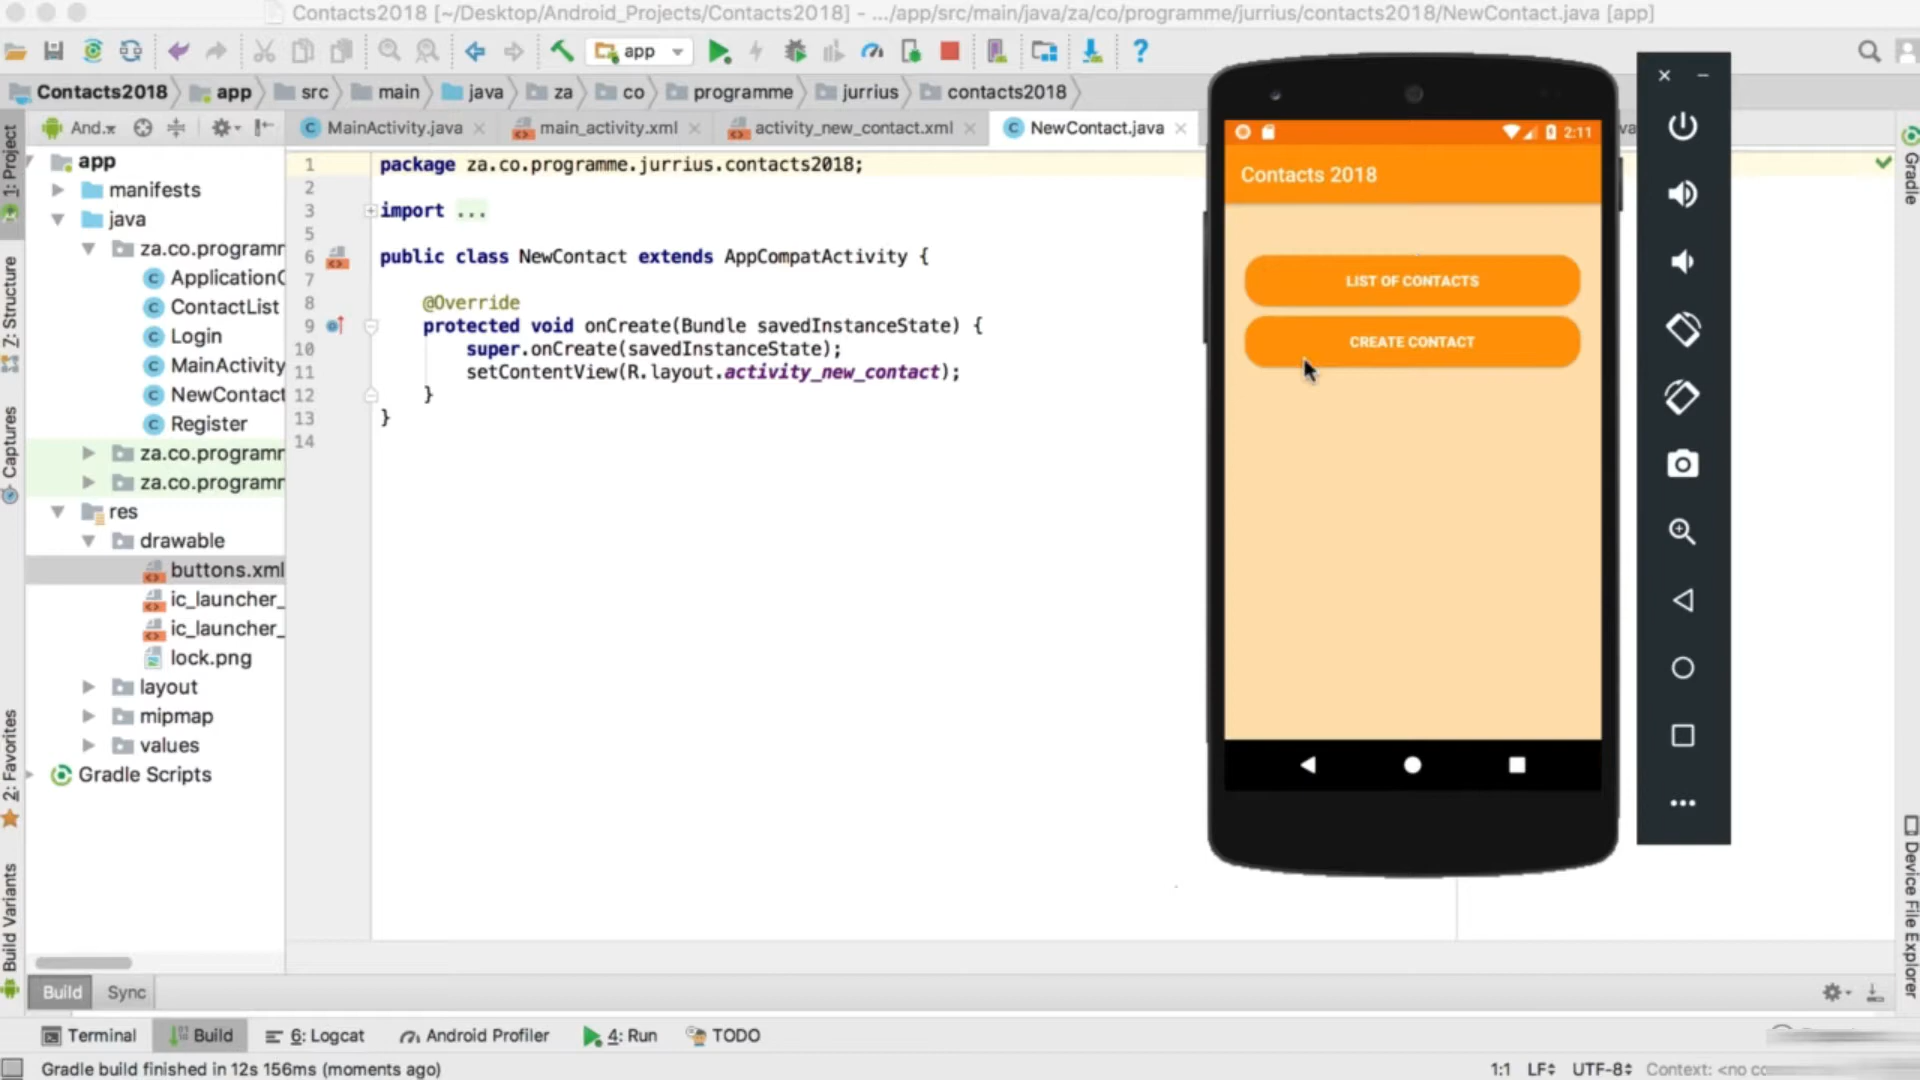 Contacts2018 [~/Desktop/Android_Projects/Contacts2018] - .../app/src/main/java/za/co/programme/jurrius/contacts2018/NewContact.java [app]
app
Contacts2018 app src main java za co programme jurrius contacts2018
1: Project
And.
MainActivity.java main_activity.xml activity_new_contact.xml NewContact.java
app
manifests
java
za.co.programm
Application
ContactList
Login
MainActivity
NewContact
Register
za.co.programm
za.co.programm
res
drawable
buttons.xml
ic_launcher_
ic_launcher_
lock.png
layout
mipmap
values
Gradle Scripts
Z: Structure
Captures
2: Favorites
Build Variants
1 package za.co.programme.jurrius.contacts2018;
2
3 import ...
5
6 public class NewContact extends AppCompatActivity {
7
8 @Override
9 protected void onCreate(Bundle savedInstanceState) {
10 super.onCreate(savedInstanceState);
11 setContentView(R.layout.activity_new_contact);
12 }
13 }
14
2:11
Contacts 2018
LIST OF CONTACTS
CREATE CONTACT
Gradle
Device File Explorer
Build Sync
Terminal Build 6: Logcat Android Profiler 4: Run TODO
Gradle build finished in 12s 156ms (moments ago)
1:1 LF UTF-8 Context: <no